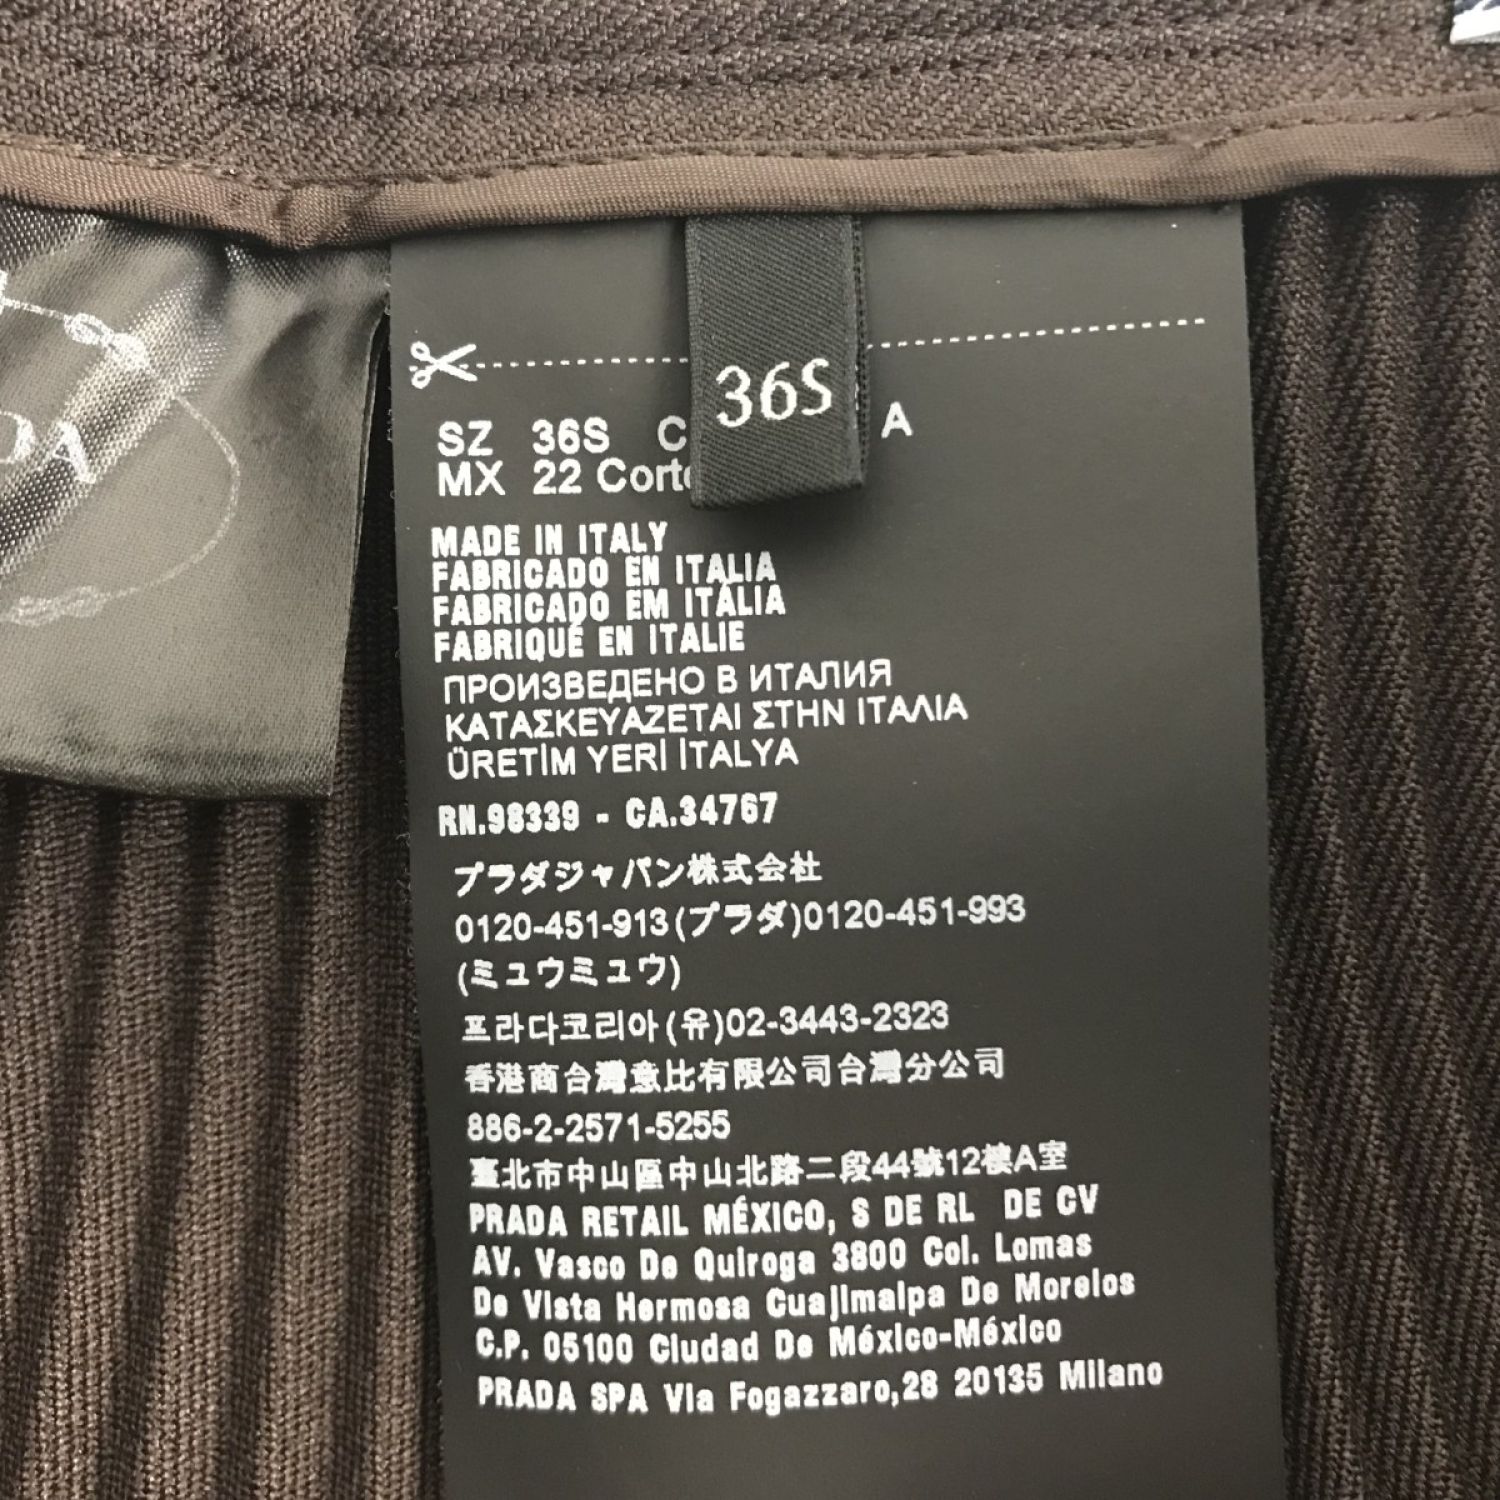 36S
SZ 36S C A
MX 22
MADE IN ITALY
FABRICADO EN ITALIA
FABRICADO EM ITÁLIA
FABRIQUÉ EN ITALIE
ПРОИЗВЕДЕНО В ИТАЛИЯ
ΚΑΤΑΣΚΕΥΑΖΕΤΑΙ ΣΤΗΝ ΙΤΑΛΙΑ
ÜRETİM YERİ İTALYA
RN.98339 - CA.34767
プラダジャパン株式会社
0120-451-913(プラダ)0120-451-993
(ミュウミュウ)
프라다코리아(유)02-3443-2323
香港商台灣意比有限公司台灣分公司
886-2-2571-5255
臺北市中山區中山北路二段44號12樓A室
PRADA RETAIL MÉXICO, S DE RL DE CV
AV. Vasco De Quiroga 3800 Col. Lomas
De Vista Hermosa Cuajimalpa De Morelos
C.P. 05100 Ciudad De México-México
PRADA SPA Via Fogazzaro,28 20135 Milano